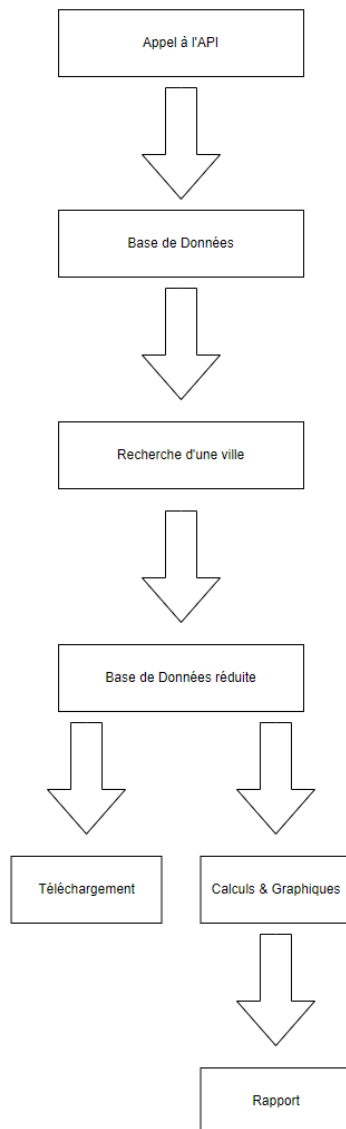 Appel à l'API
Base de Données
Recherche d'une ville
Base de Données réduite
Téléchargement
Calculs & Graphiques
Rapport